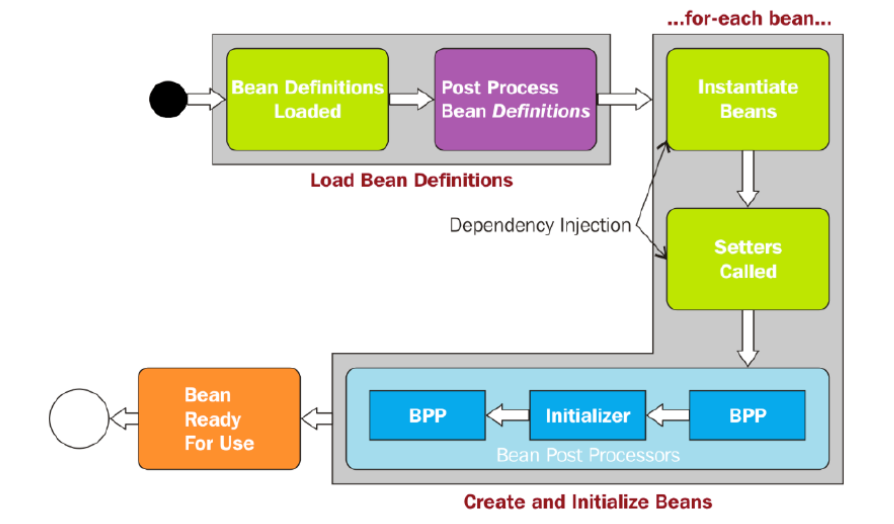 ...for-each bean...
Bean Definitions
Loaded
Post Process
Bean Definitions
Instantiate
Beans
Load Bean Definitions
Dependency Injection
Setters
Called
Bean
Ready
For Use
BPP
Initializer
BPP
Bean Post Processors
Create and Initialize Beans